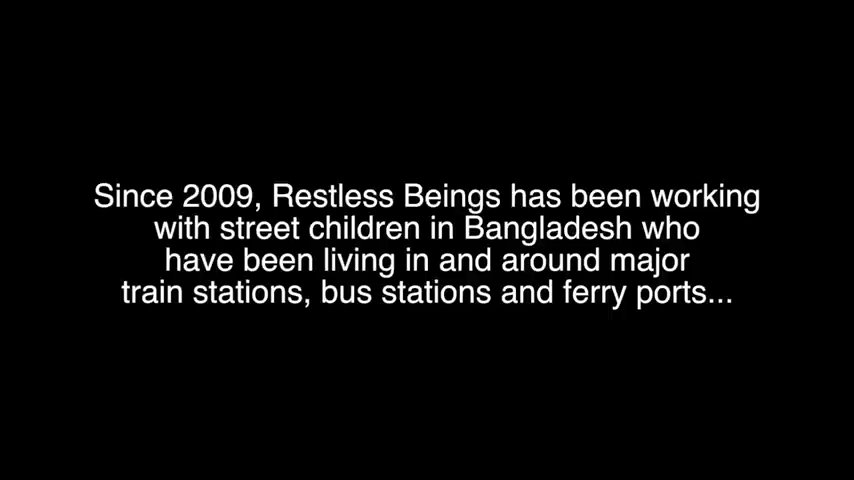 Since 2009, Restless Beings has been working
with street children in Bangladesh who
have been living in and around major
train stations, bus stations and ferry ports...